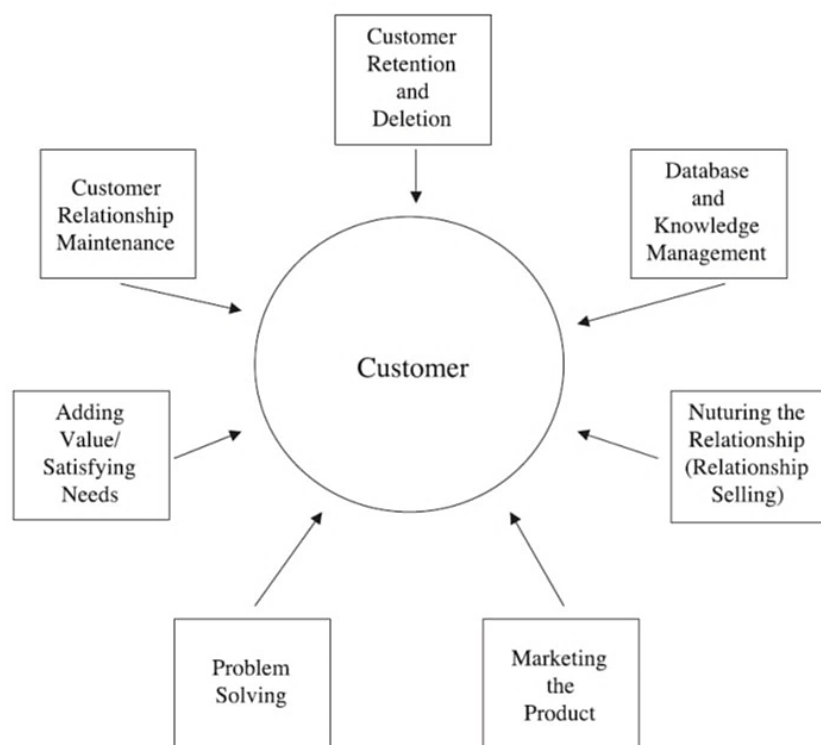 Customer
Retention
and
Deletion
Customer
Relationship
Maintenance
Database
and
Knowledge
Management
Customer
Adding
Value/
Satisfying
Needs
Nuturing the
Relationship
(Relationship
Selling)
Problem
Solving
Marketing
the
Product